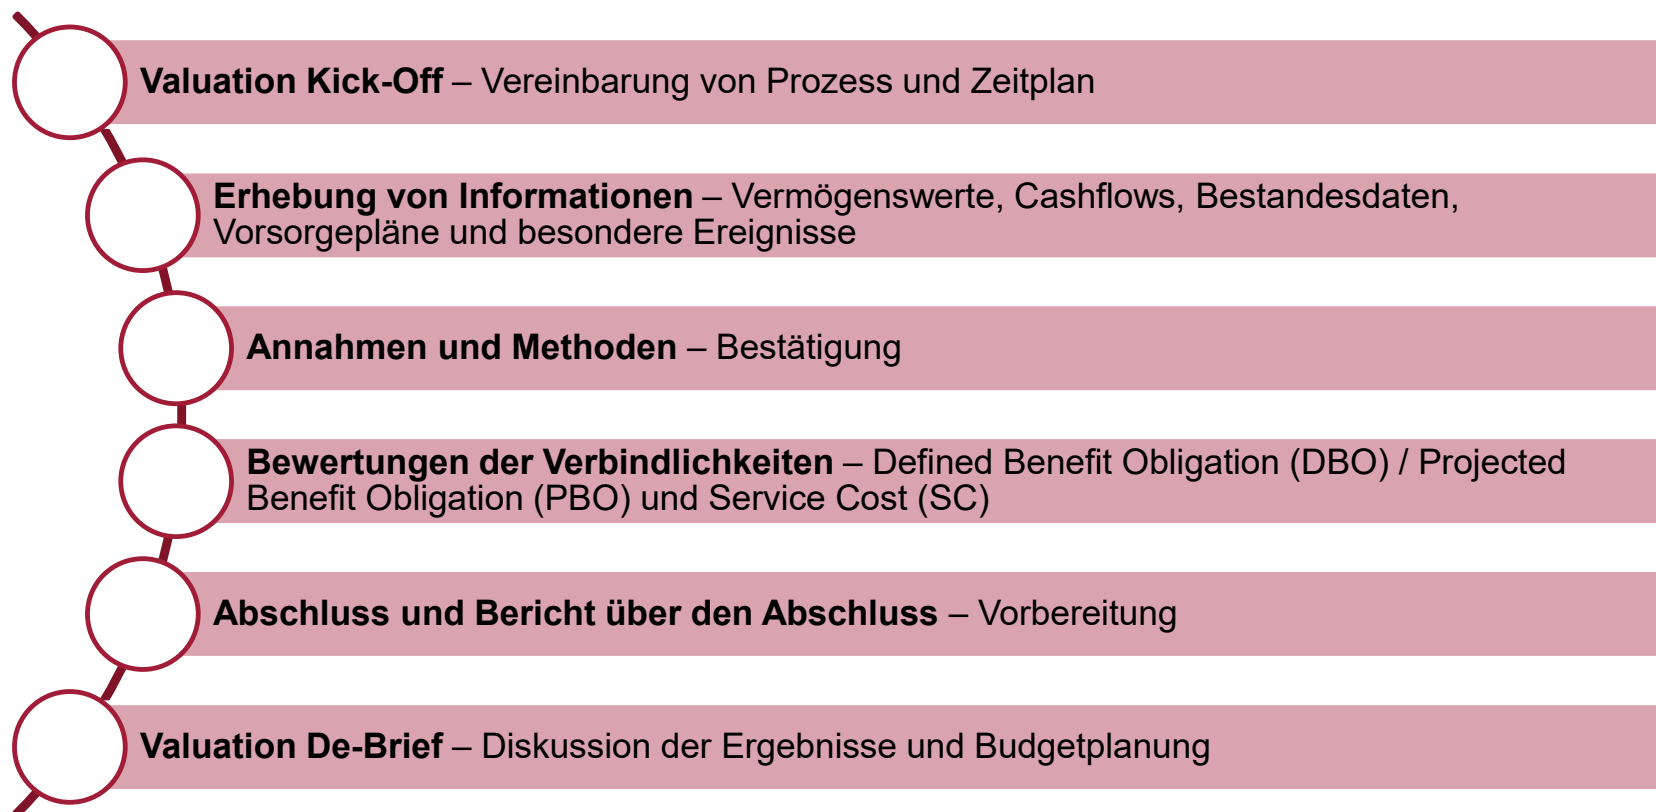 Valuation Kick-Off – Vereinbarung von Prozess und Zeitplan
Erhebung von Informationen – Vermögenswerte, Cashflows, Bestandesdaten,
Vorsorgepläne und besondere Ereignisse
Annahmen und Methoden – Bestätigung
Bewertungen der Verbindlichkeiten – Defined Benefit Obligation (DBO) / Projected
Benefit Obligation (PBO) und Service Cost (SC)
Abschluss und Bericht über den Abschluss – Vorbereitung
Valuation De-Brief – Diskussion der Ergebnisse und Budgetplanung